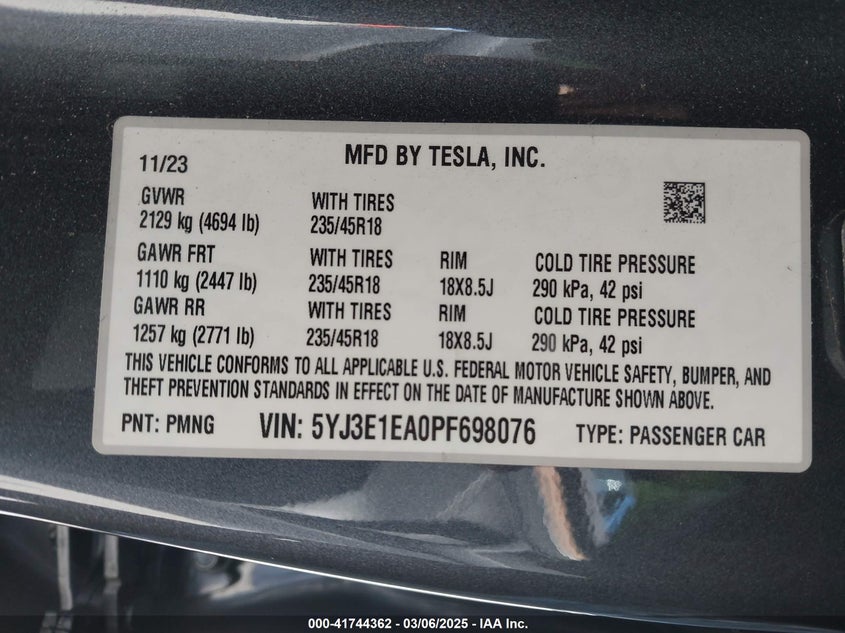 MFD BY TESLA, INC.
11/23
GVWR WITH TIRES
2129 kg (4694 lb) 235/45R18
GAWR FRT WITH TIRES RIM COLD TIRE PRESSURE
1110 kg (2447 lb) 235/45R18 18X8.5J 290 kPa, 42 psi
GAWR RR WITH TIRES RIM COLD TIRE PRESSURE
1257 kg (2771 lb) 235/45R18 18X8.5J 290 kPa, 42 psi
THIS VEHICLE CONFORMS TO ALL APPLICABLE U.S. FEDERAL MOTOR VEHICLE SAFETY, BUMPER, AND
THEFT PREVENTION STANDARDS IN EFFECT ON THE DATE OF MANUFACTURE SHOWN ABOVE.
PNT: PMNG VIN: 5YJ3E1EA0PF698076 TYPE: PASSENGER CAR
000-41744362 - 03/06/2025 - IAA Inc.